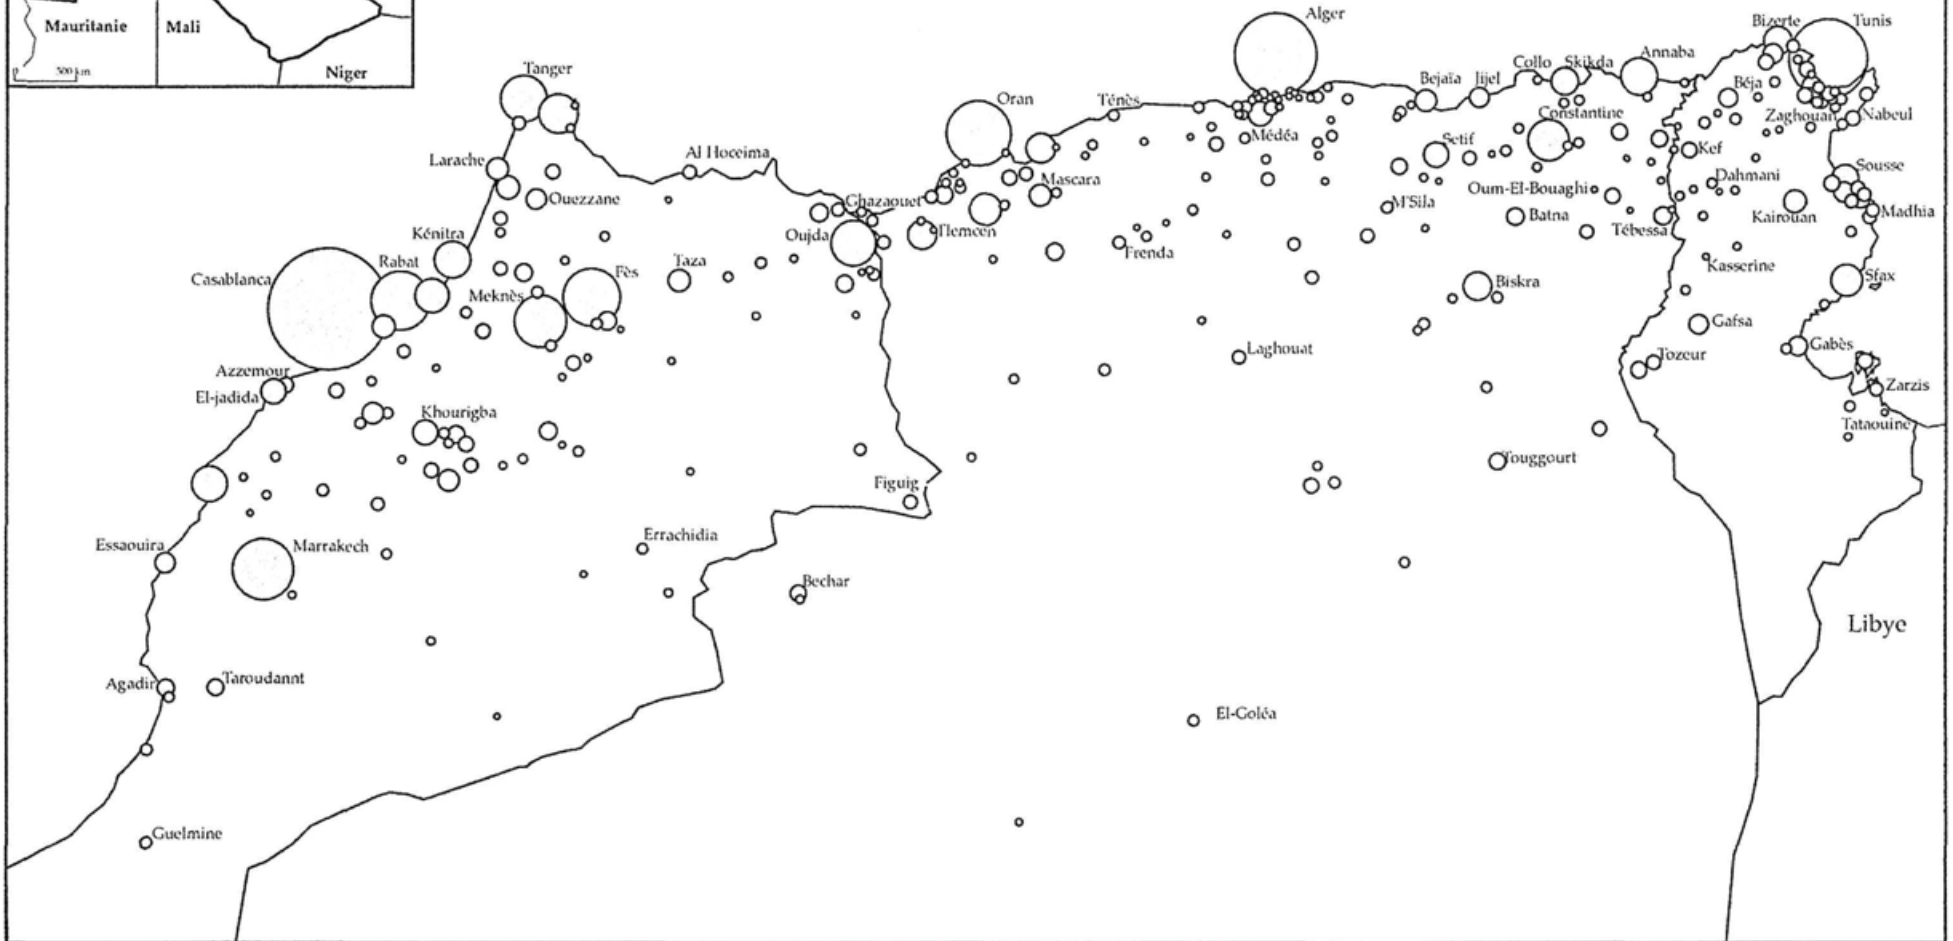 Mauritanie
Mali
500 km
Niger
Tanger
Alger
Bizerte
Tunis
Oran
Ténès
Bejaïa
Jijel
Collo
Skikda
Annaba
Béja
Larache
Al Hoceima
Médéa
Constantine
Zaghouan
Nabeul
Setif
Kef
Ouezzane
Mascara
Ghazaouet
Oum-El-Bouaghi
Dahmani
Sousse
Kénitra
Oujda
Tlemcen
M'Sila
Batna
Tébessa
Kairouan
Madhia
Casablanca
Rabat
Fès
Taza
Frenda
Kasserine
Meknès
Biskra
Sfax
Gafsa
Azzemour
Laghouat
Tozeur
Gabès
El-jadida
Zarzis
Khourigba
Tataouine
Figuig
Touggourt
Essaouira
Marrakech
Errachidia
Bechar
Libye
Agadir
Taroudannt
El-Goléa
Guelmine